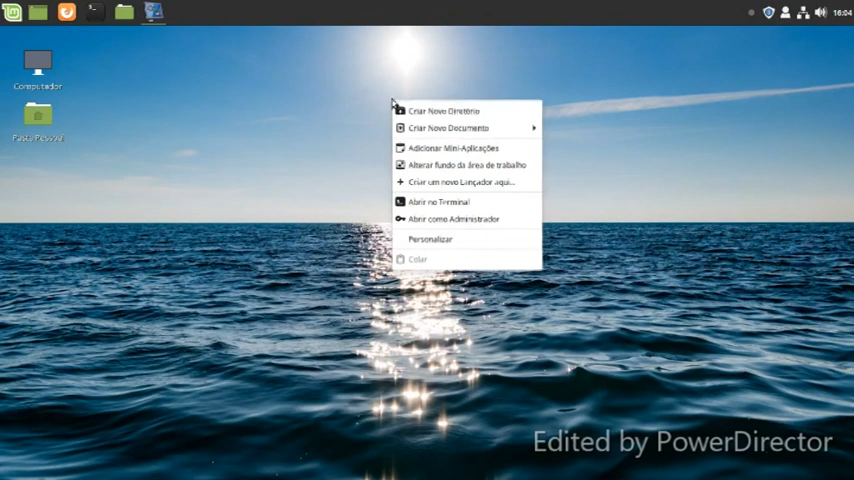 16:04
Computador
Pasta Pessoal
Criar Novo Diretório
Criar Novo Documento
Adicionar Mini-Aplicações
Alterar fundo da área de trabalho
Criar um novo Lançador aqui...
Abrir no Terminal
Abrir como Administrador
Personalizar
Colar
Edited by PowerDirector